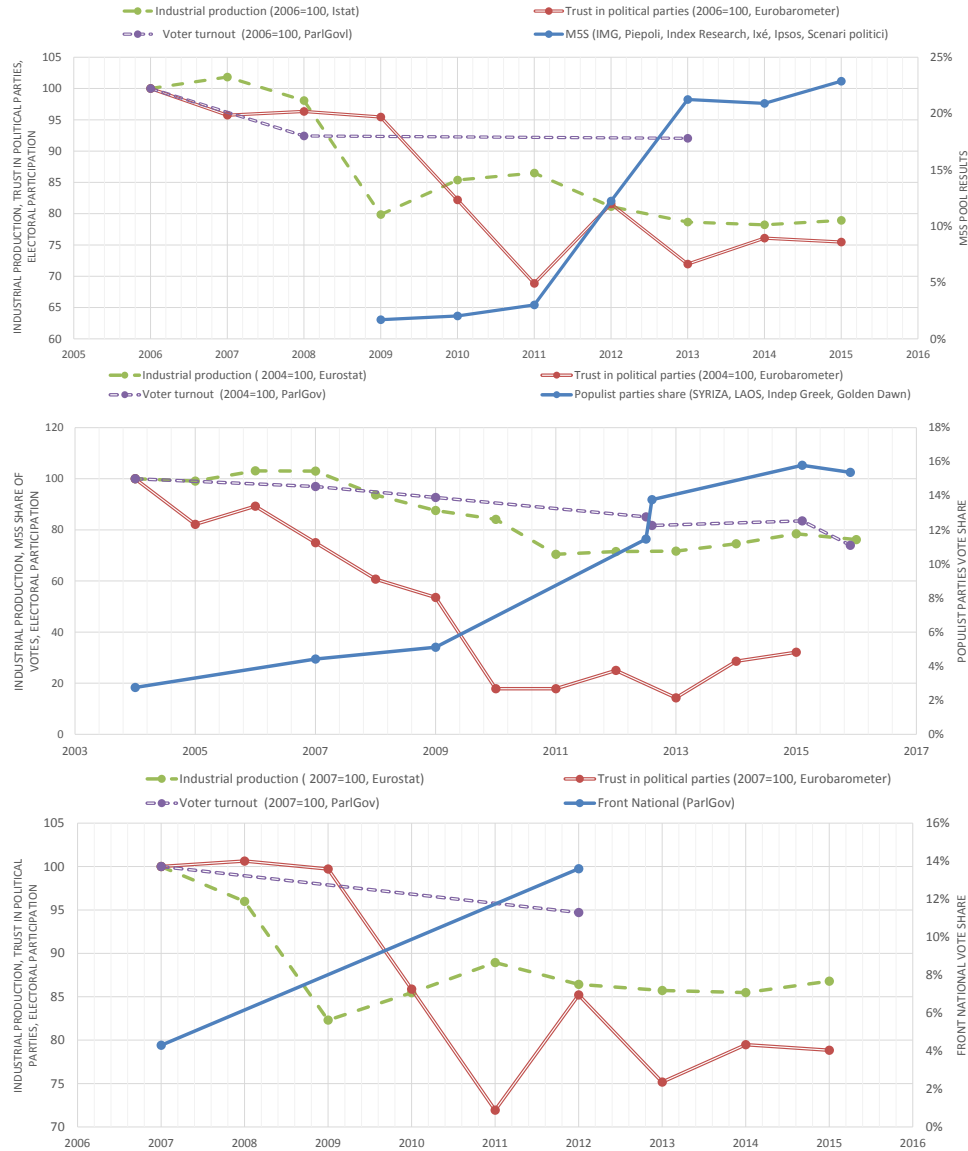 Industrial production (2006=100, Istat)
Trust in political parties (2006=100, Eurobarometer)
Voter turnout (2006=100, ParlGovl)
M5S (IMG, Piepoli, Index Research, Ixé, Ipsos, Scenari politici)
105
100
95
90
85
80
75
70
65
60
25%
20%
15%
10%
5%
0%
INDUSTRIAL PRODUCTION, TRUST IN POLITICAL PARTIES,
ELECTORAL PARTICIPATION
M5S POOL RESULTS
2005 2006 2007 2008 2009 2010 2011 2012 2013 2014 2015 2016
Industrial production ( 2004=100, Eurostat)
Trust in political parties (2004=100, Eurobarometer)
Voter turnout (2004=100, ParlGov)
Populist parties share (SYRIZA, LAOS, Indep Greek, Golden Dawn)
120
100
80
60
40
20
0
18%
16%
14%
12%
10%
8%
6%
4%
2%
0%
INDUSTRIAL PRODUCTION, M5S SHARE OF
VOTES, ELECTORAL PARTICIPATION
POPULIST PARTIES VOTE SHARE
2003 2005 2007 2009 2011 2013 2015 2017
Industrial production ( 2007=100, Eurostat)
Trust in political parties (2007=100, Eurobarometer)
Voter turnout (2007=100, ParlGov)
Front National (ParlGov)
105
100
95
90
85
80
75
70
16%
14%
12%
10%
8%
6%
4%
2%
0%
INDUSTRIAL PRODUCTION, TRUST IN POLITICAL
PARTIES, ELECTORAL PARTICIPATION
FRONT NATIONAL VOTE SHARE
2006 2007 2008 2009 2010 2011 2012 2013 2014 2015 2016